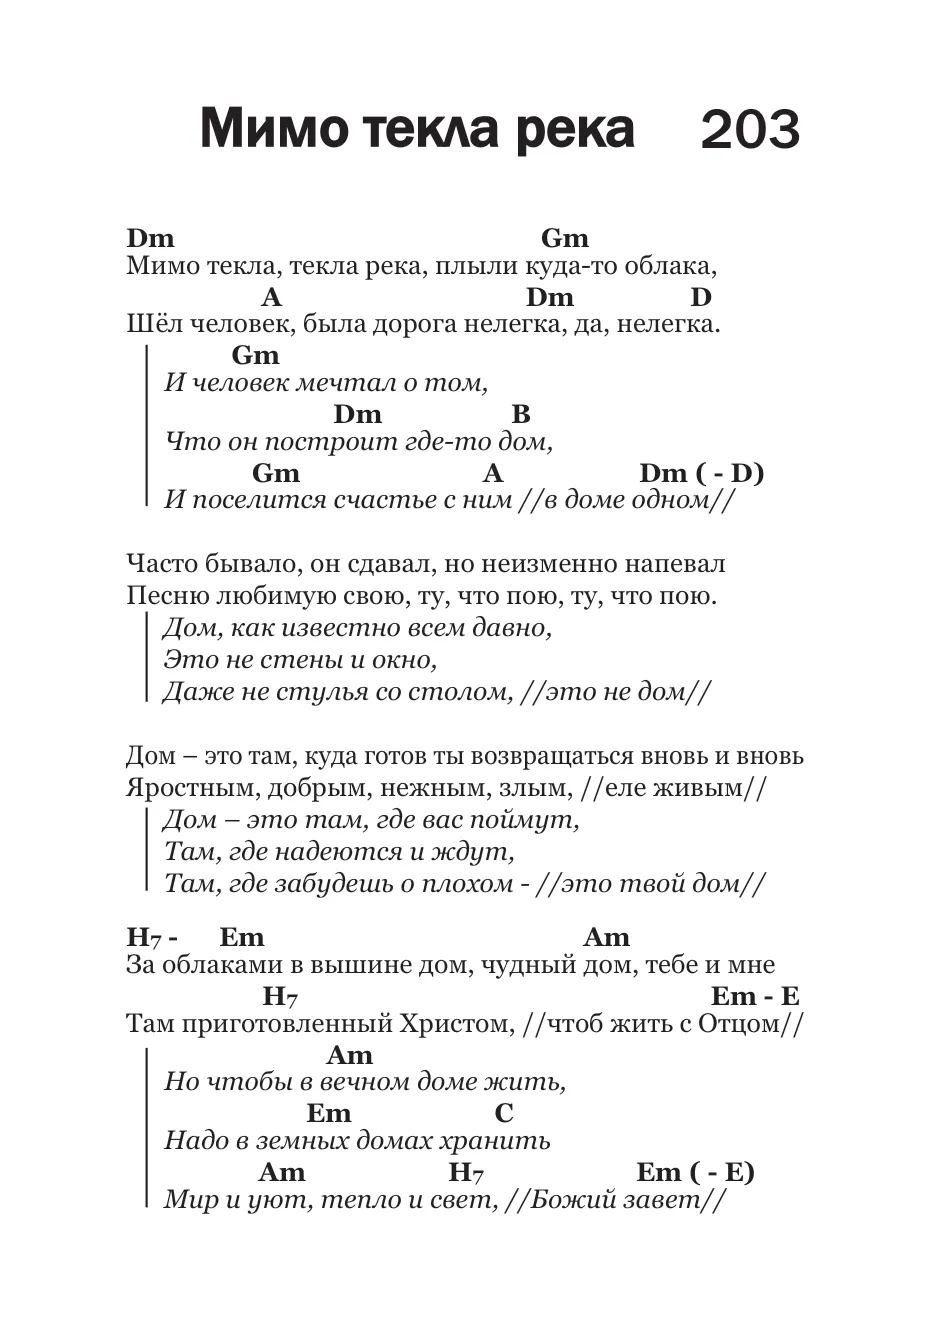 Мимо текла река 203
Dm Gm
Мимо текла, текла река, плыли куда-то облака,
A Dm D
Шёл человек, была дорога нелегка, да, нелегка.
Gm
И человек мечтал о том,
Dm B
Что он построит где-то дом,
Gm A Dm ( - D)
И поселится счастье с ним //в доме одном//
Часто бывало, он сдавал, но неизменно напевал
Песню любимую свою, ту, что пою, ту, что пою.
Дом, как известно всем давно,
Это не стены и окно,
Даже не стулья со столом, //это не дом//
Дом – это там, куда готов ты возвращаться вновь и вновь
Яростным, добрым, нежным, злым, //еле живым//
Дом – это там, где вас поймут,
Там, где надеются и ждут,
Там, где забудешь о плохом - //это твой дом//
H7 - Em Am
За облаками в вышине дом, чудный дом, тебе и мне
H7 Em - E
Там приготовленный Христом, //чтоб жить с Отцом//
Am
Но чтобы в вечном доме жить,
Em C
Надо в земных домах хранить
Am H7 Em ( - E)
Мир и уют, тепло и свет, //Божий завет//